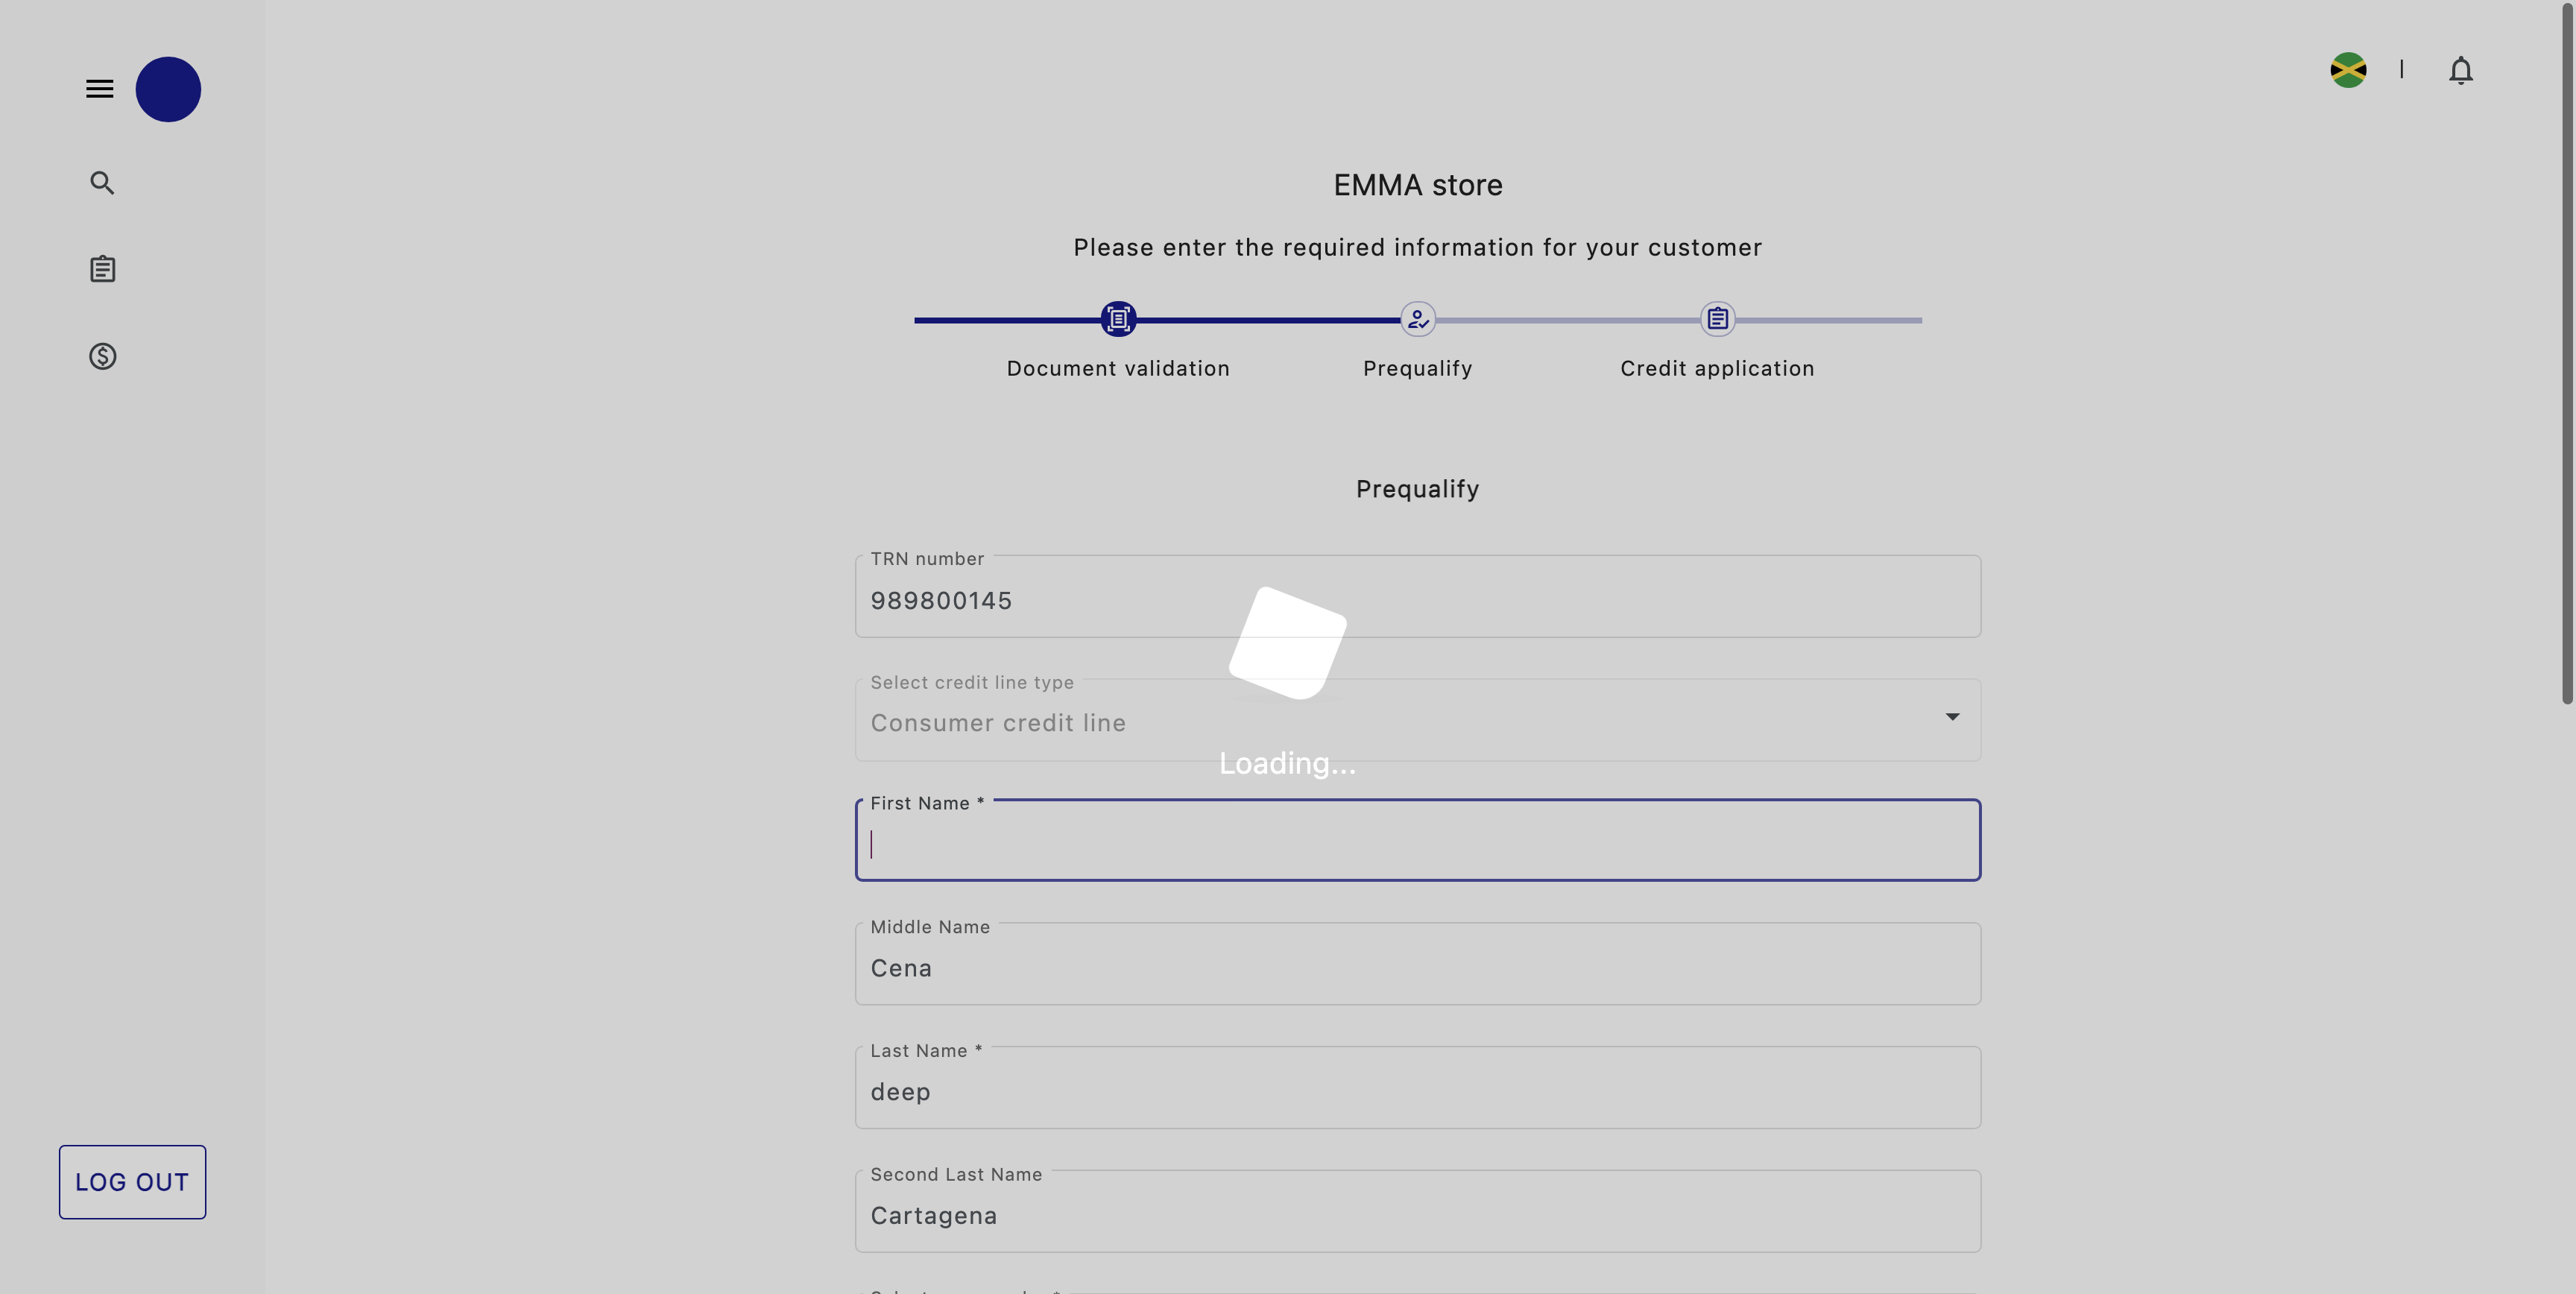 EMMA store
Please enter the required information for your customer
Document validation
Prequalify
Credit application
Prequalify
TRN number
989800145
Select credit line type
Consumer credit line
Loading...
First Name *
Middle Name
Cena
Last Name *
deep
Second Last Name
Cartagena
LOG OUT